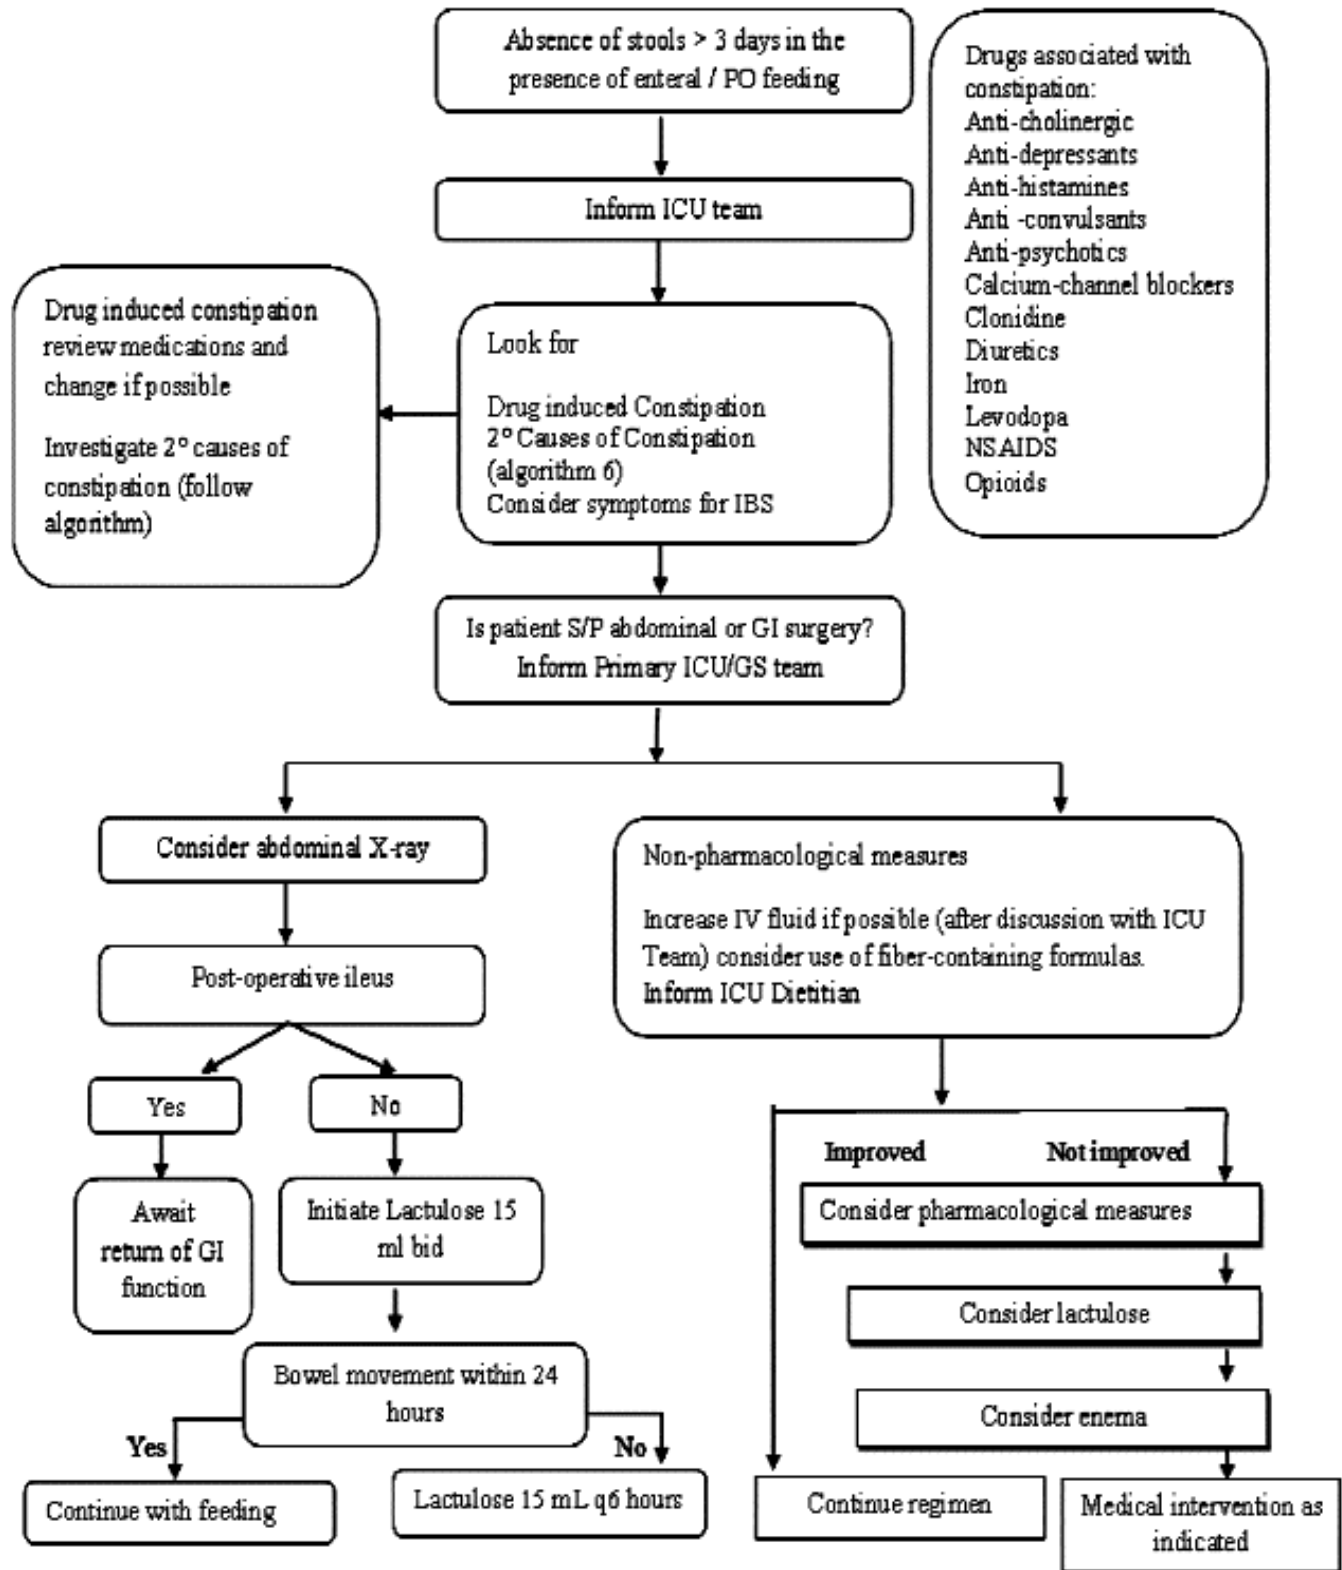 Absence of stools > 3 days in the
presence of enteral / PO feeding
Drugs associated with
constipation:
Anti-cholinergic
Anti-depressants
Anti-histamines
Anti -convulsants
Anti-psychotics
Calcium-channel blockers
Clonidine
Diuretics
Iron
Levodopa
NSAIDS
Opioids
Inform ICU team
Drug induced constipation
review medications and
change if possible
Investigate 2° causes of
constipation (follow
algorithm)
Look for
Drug induced Constipation
2° Causes of Constipation
(algorithm 6)
Consider symptoms for IBS
Is patient S/P abdominal or GI surgery?
Inform Primary ICU/GS team
Consider abdominal X-ray
Post-operative ileus
Yes
No
Await
return of GI
function
Initiate Lactulose 15
ml bid
Bowel movement within 24
hours
Yes
No
Continue with feeding
Lactulose 15 mL q6 hours
Non-pharmacological measures
Increase IV fluid if possible (after discussion with ICU
Team) consider use of fiber-containing formulas.
Inform ICU Dietitian
Improved
Not improved
Consider pharmacological measures
Consider lactulose
Consider enema
Continue regimen
Medical intervention as
indicated